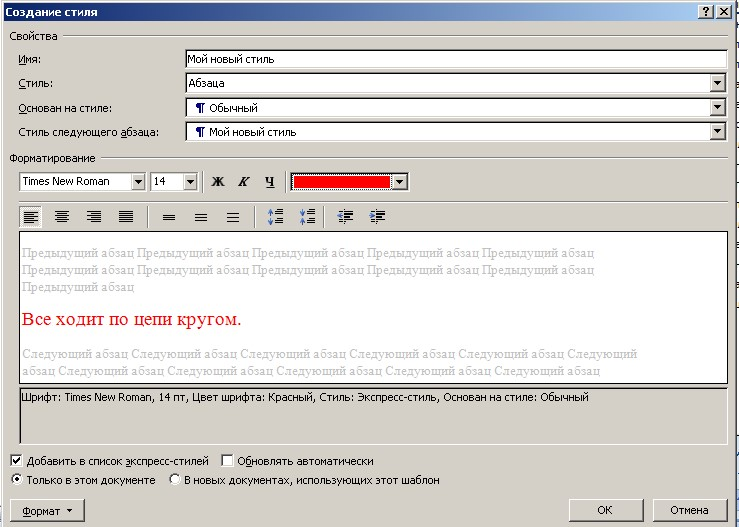 Создание стиля
Свойства
Имя: Мой новый стиль
Стиль: Абзаца
Основан на стиле: ¶ Обычный
Стиль следующего абзаца: ¶ Мой новый стиль
Форматирование
Times New Roman 14 Ж К Ч
Предыдущий абзац Предыдущий абзац Предыдущий абзац Предыдущий абзац Предыдущий абзац
Предыдущий абзац Предыдущий абзац Предыдущий абзац Предыдущий абзац Предыдущий абзац
Предыдущий абзац
Все ходит по цепи кругом.
Следующий абзац Следующий абзац Следующий абзац Следующий абзац Следующий абзац Следующий
абзац Следующий абзац Следующий абзац Следующий абзац Следующий абзац Следующий абзац
Шрифт: Times New Roman, 14 пт, Цвет шрифта: Красный, Стиль: Экспресс-стиль, Основан на стиле: Обычный
Добавить в список экспресс-стилей Обновлять автоматически
Только в этом документе В новых документах, использующих этот шаблон
Формат OK Отмена